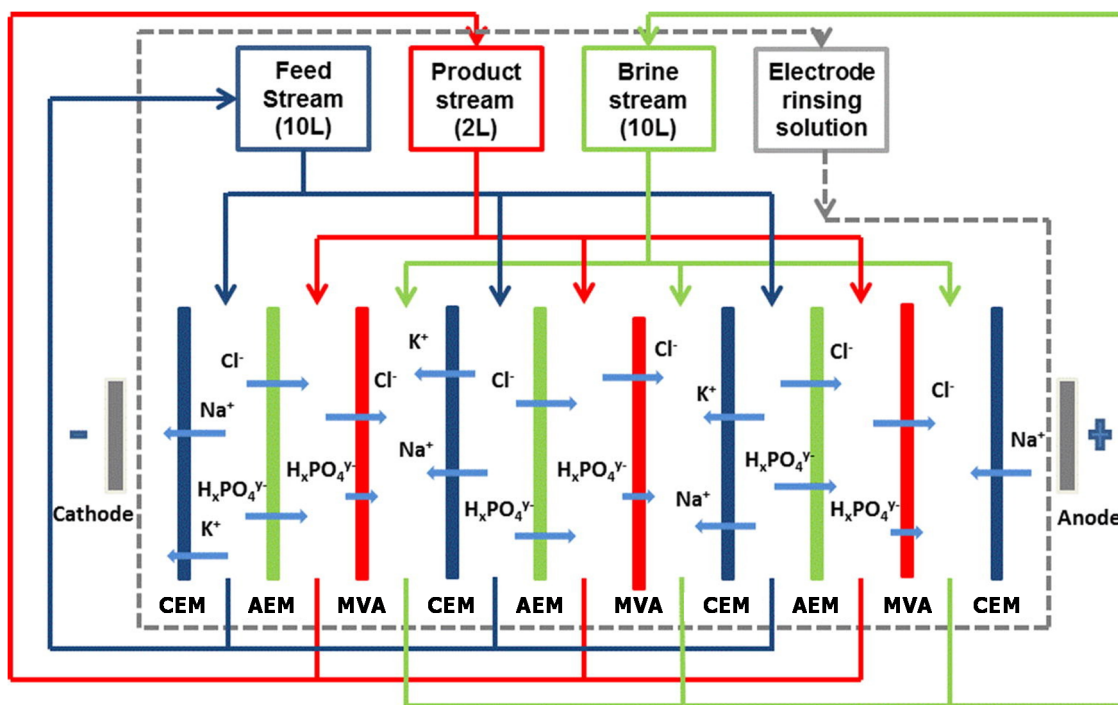 Feed
Stream
(10L)
Product
stream
(2L)
Brine
stream
(10L)
Electrode
rinsing
solution
Cl⁻
Na⁺
HₓPO₄ʸ⁻
K⁺
Cl⁻
HₓPO₄ʸ⁻
K⁺
Na⁺
Cl⁻
HₓPO₄ʸ⁻
Cl⁻
HₓPO₄ʸ⁻
K⁺
Na⁺
Cl⁻
HₓPO₄ʸ⁻
Cl⁻
HₓPO₄ʸ⁻
Na⁺
-
Cathode
+
Anode
CEM
AEM
MVA
CEM
AEM
MVA
CEM
AEM
MVA
CEM